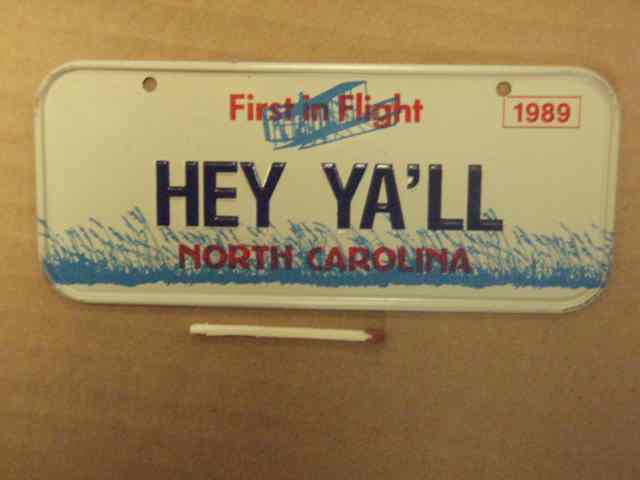 First in Flight
1989
HEY YA'LL
NORTH CAROLINA